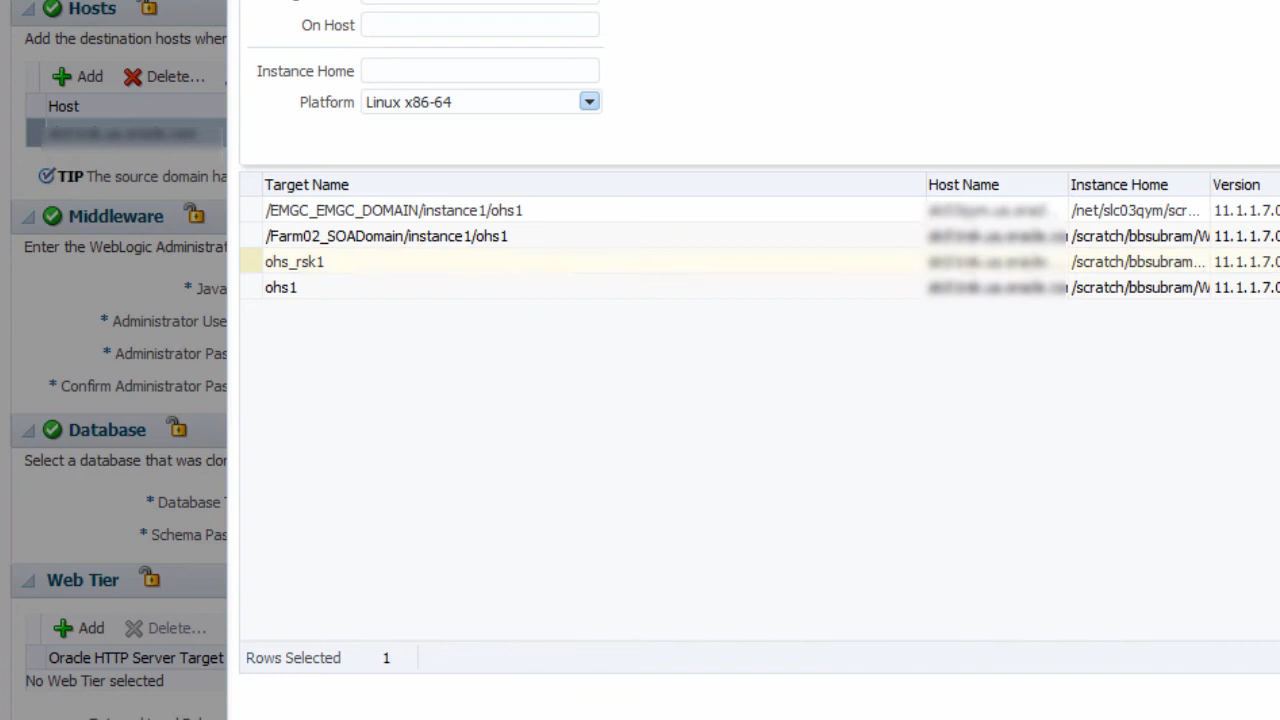 Hosts
Add the destination hosts wher
Add Delete...
Host
TIP The source domain ha
Middleware
Enter the WebLogic Administrat
* Java
* Administrator Use
* Administrator Pas
* Confirm Administrator Pas
Database
Select a database that was clor
* Database T
* Schema Pas
Web Tier
Add Delete...
Oracle HTTP Server Target
No Web Tier selected
On Host
Instance Home
Platform Linux x86-64
Target Name Host Name Instance Home Version
/EMGC_EMGC_DOMAIN/instance1/ohs1 /net/slc03qym/scr... 11.1.1.7.0
/Farm02_SOADomain/instance1/ohs1 /scratch/bbsubram/W 11.1.1.7.0
ohs_rsk1 /scratch/bbsubram... 11.1.1.7.0
ohs1 /scratch/bbsubram/W 11.1.1.7.0
Rows Selected 1